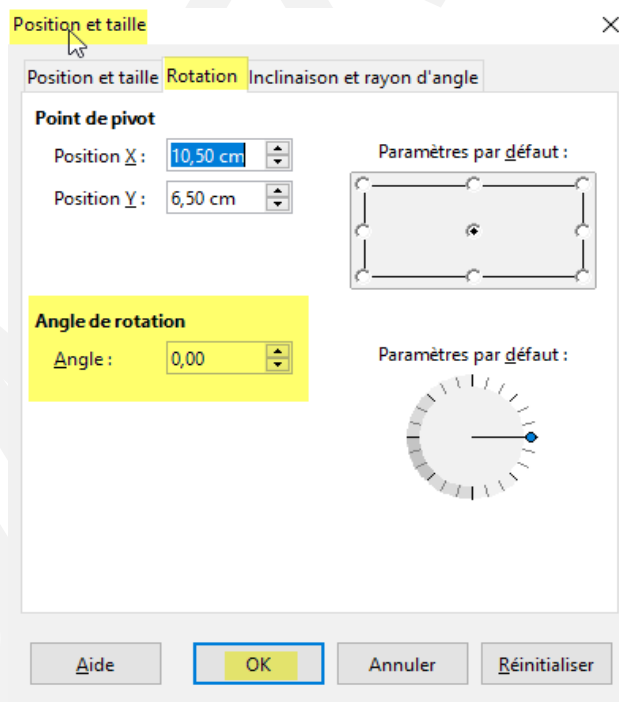 Position et taille
Position et taille Rotation Inclinaison et rayon d'angle
Point de pivot
Position X : 10,50 cm
Paramètres par défaut :
Position Y : 6,50 cm
Angle de rotation
Angle : 0,00
Paramètres par défaut :
Aide OK Annuler Réinitialiser